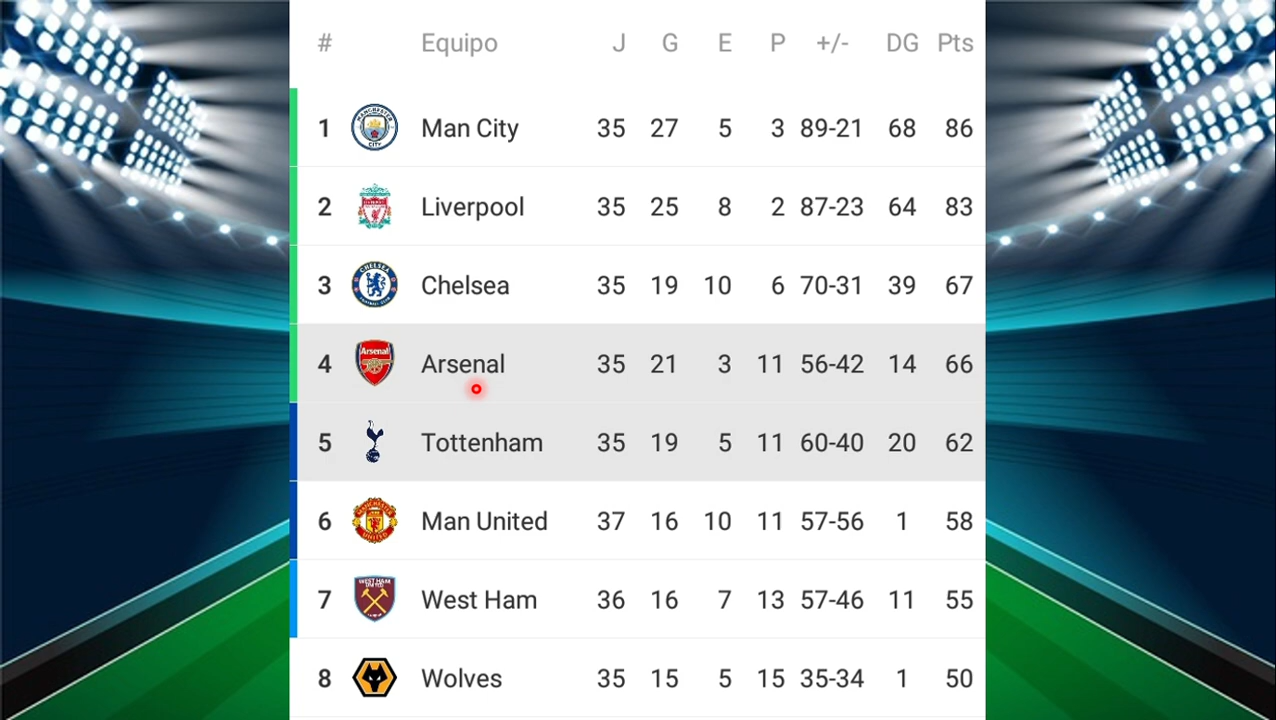 # Equipo J G E P +/- DG Pts
1 Man City 35 27 5 3 89-21 68 86
2 Liverpool 35 25 8 2 87-23 64 83
3 Chelsea 35 19 10 6 70-31 39 67
4 Arsenal 35 21 3 11 56-42 14 66
5 Tottenham 35 19 5 11 60-40 20 62
6 Man United 37 16 10 11 57-56 1 58
7 West Ham 36 16 7 13 57-46 11 55
8 Wolves 35 15 5 15 35-34 1 50